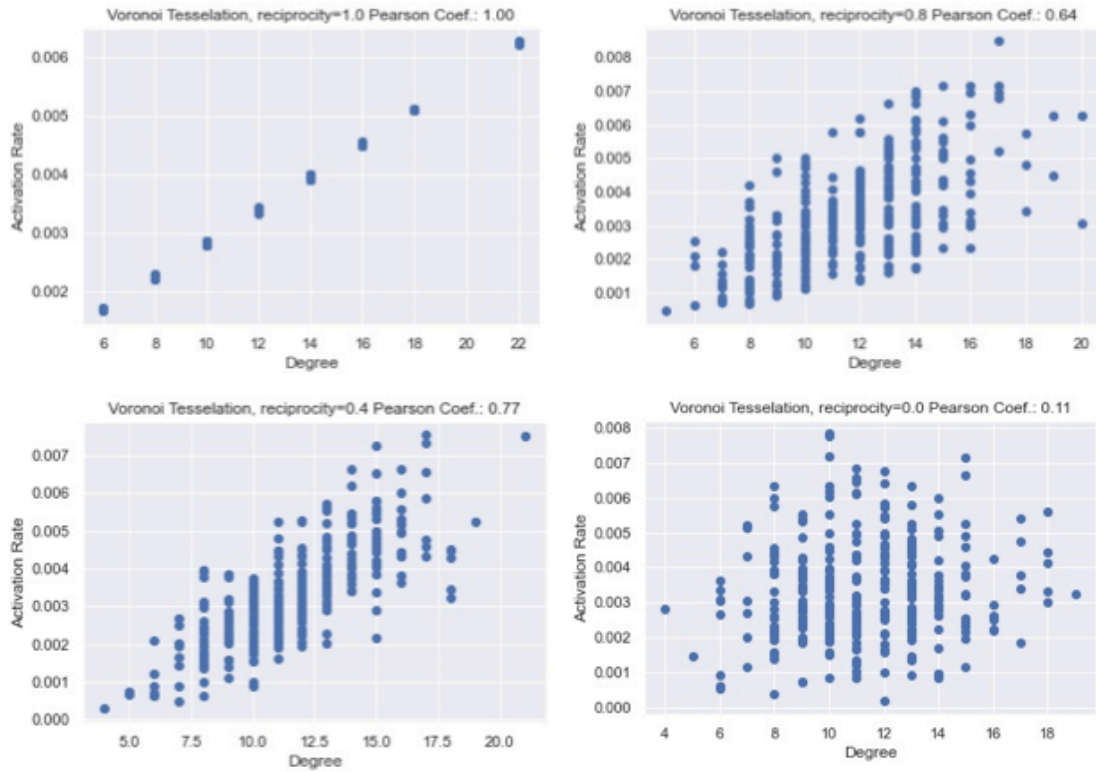 Voronoi Tesselation, reciprocity=1.0 Pearson Coef.: 1.00
0.006
0.005
0.004
0.003
0.002
Activation Rate
6 8 10 12 14 16 18 20 22
Degree
Voronoi Tesselation, reciprocity=0.8 Pearson Coef.: 0.64
0.008
0.007
0.006
0.005
0.004
0.003
0.002
0.001
Activation Rate
6 8 10 12 14 16 18 20
Degree
Voronoi Tesselation, reciprocity=0.4 Pearson Coef.: 0.77
0.007
0.006
0.005
0.004
0.003
0.002
0.001
0.000
Activation Rate
5.0 7.5 10.0 12.5 15.0 17.5 20.0
Degree
Voronoi Tesselation, reciprocity=0.0 Pearson Coef.: 0.11
0.008
0.007
0.006
0.005
0.004
0.003
0.002
0.001
0.000
Activation Rate
4 6 8 10 12 14 16 18
Degree